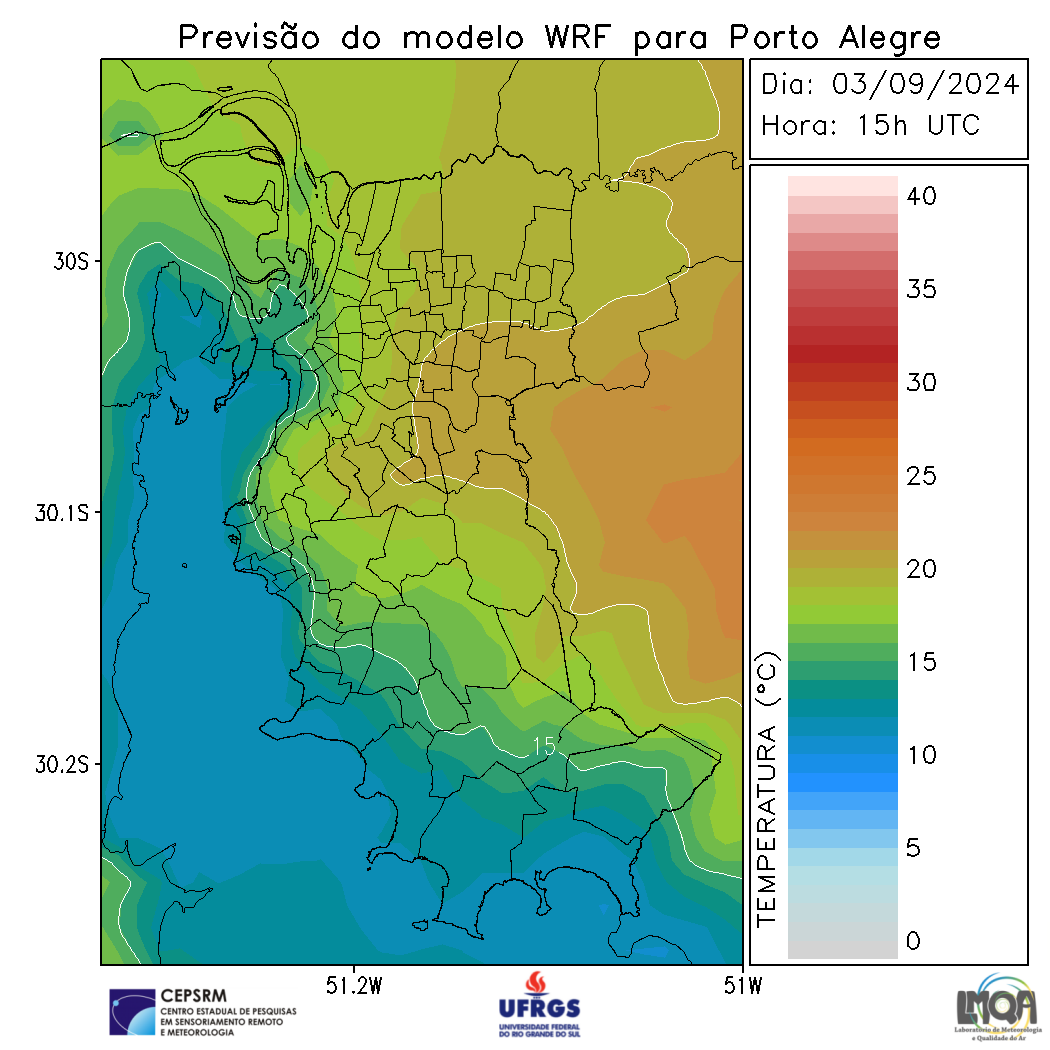 Previsão do modelo WRF para Porto Alegre
Dia: 03/09/2024
Hora: 15h UTC
30S
30.1S
30.2S
51.2W
51W
15
TEMPERATURA (°C)
40
35
30
25
20
15
10
5
0
CEPSRM
CENTRO ESTADUAL DE PESQUISAS
EM SENSORIAMENTO REMOTO
E METEOROLOGIA
UFRGS
UNIVERSIDADE FEDERAL
DO RIO GRANDE DO SUL
LMQA
Laboratório de Meteorologia
e Qualidade do Ar